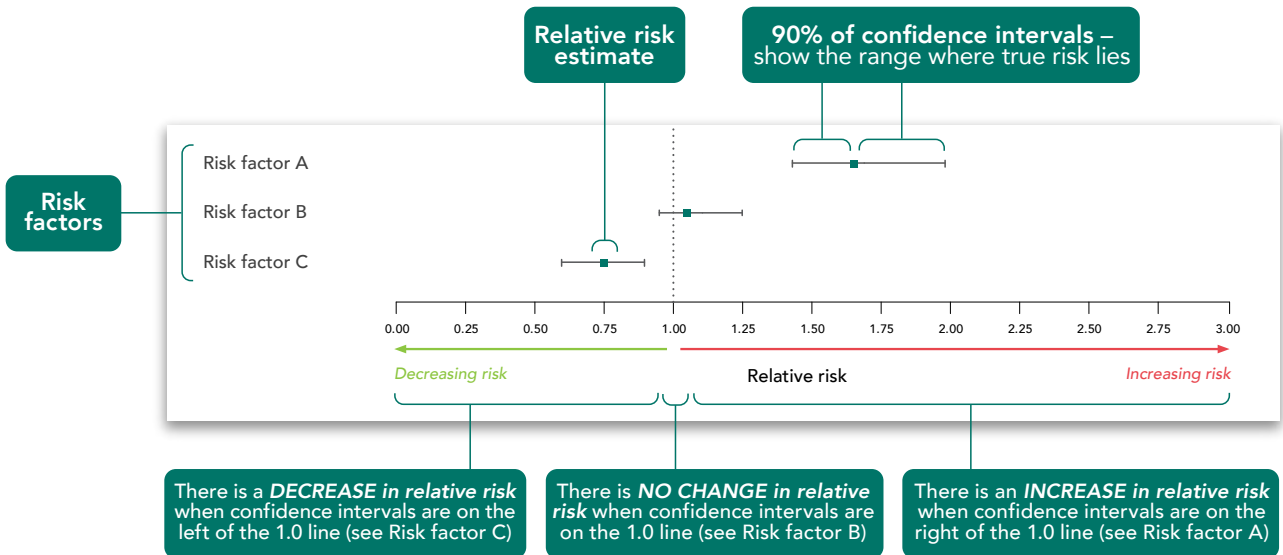 Relative risk
estimate
90% of confidence intervals –
show the range where true risk lies
Risk
factors
Risk factor A
Risk factor B
Risk factor C
0.00 0.25 0.50 0.75 1.00 1.25 1.50 1.75 2.00 2.25 2.50 2.75 3.00
Decreasing risk Relative risk Increasing risk
There is a DECREASE in relative risk
when confidence intervals are on the
left of the 1.0 line (see Risk factor C)
There is NO CHANGE in relative
risk when confidence intervals are
on the 1.0 line (see Risk factor B)
There is an INCREASE in relative risk
when confidence intervals are on the
right of the 1.0 line (see Risk factor A)